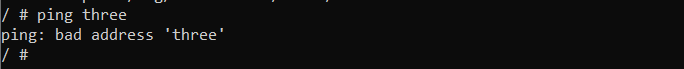 / # ping three
ping: bad address 'three'
/ #